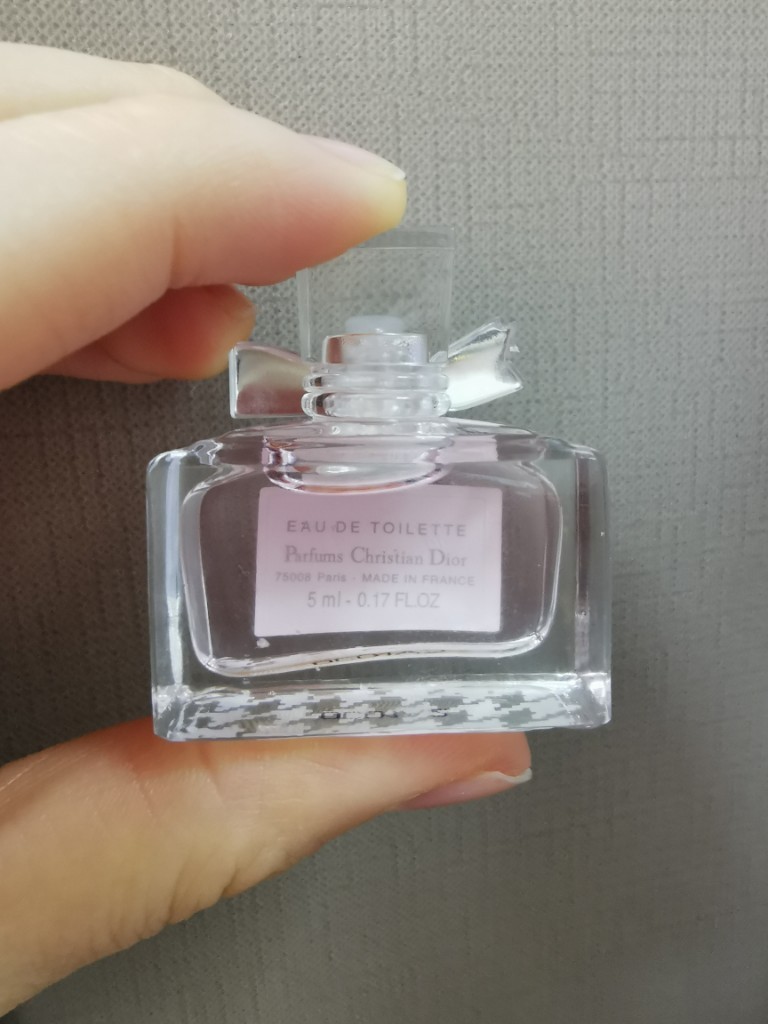 EAU DE TOILETTE
Parfums Christian Dior
75008 Paris - MADE IN FRANCE
5 ml - 0.17 FL.OZ